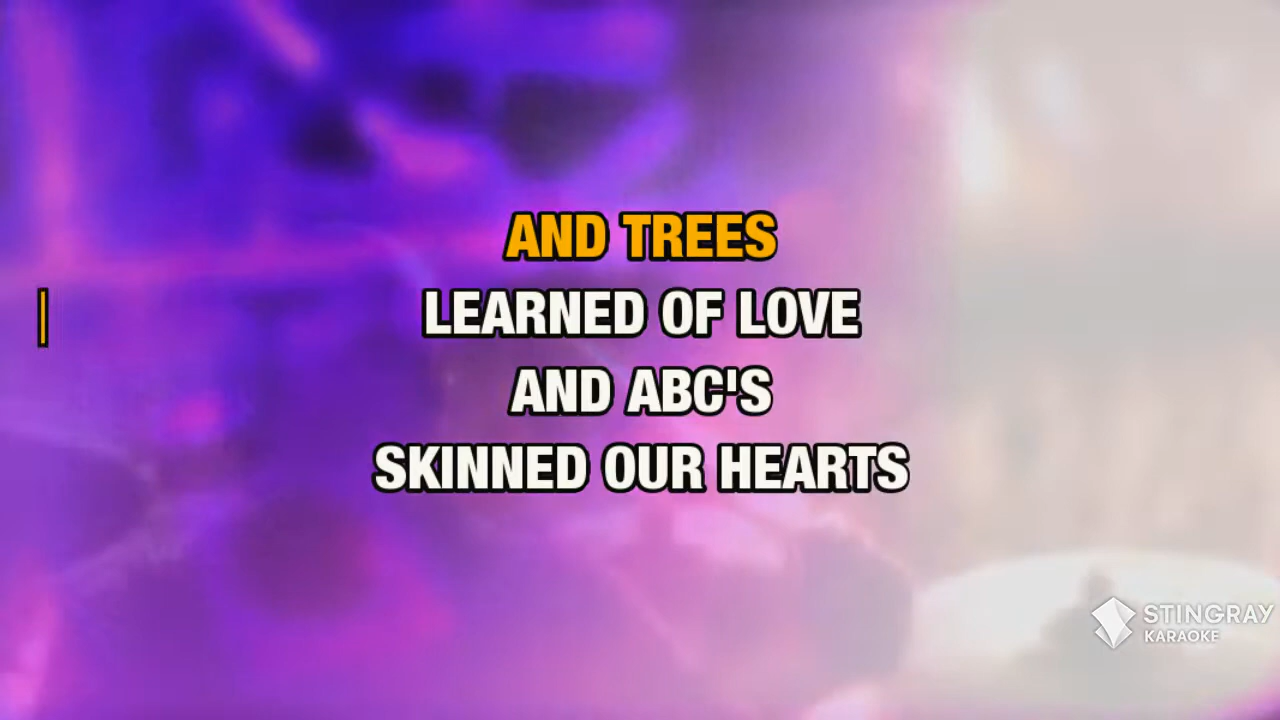 AND TREES
LEARNED OF LOVE
AND ABC'S
SKINNED OUR HEARTS
STINGRAY
KARAOKE